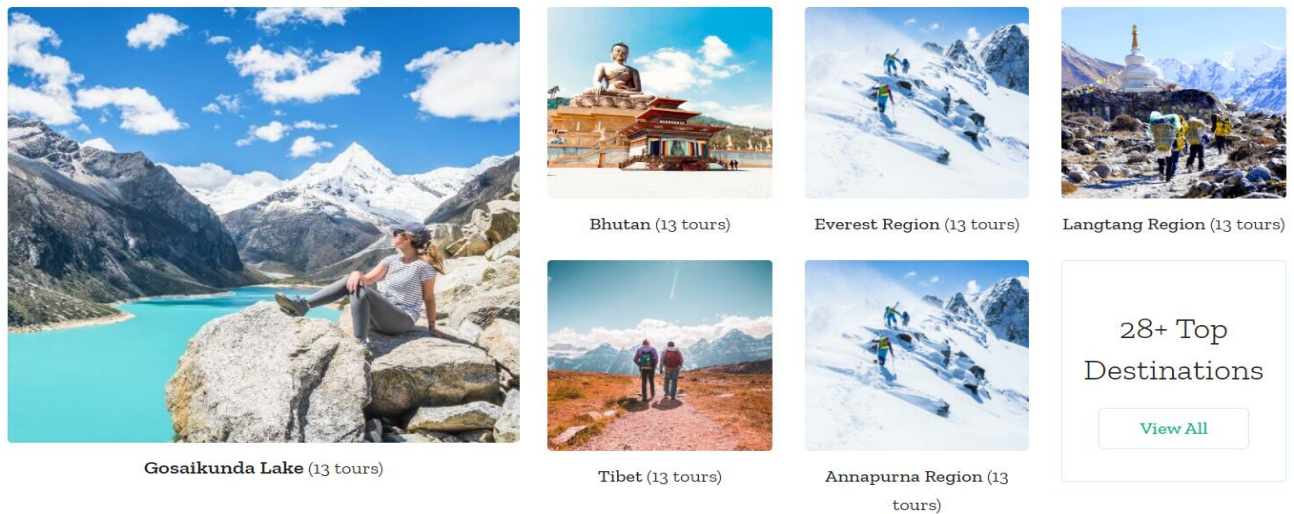 Bhutan (13 tours)
Everest Region (13 tours)
Langtang Region (13 tours)
28+ Top
Destinations
View All
Gosaikunda Lake (13 tours)
Tibet (13 tours)
Annapurna Region (13
tours)